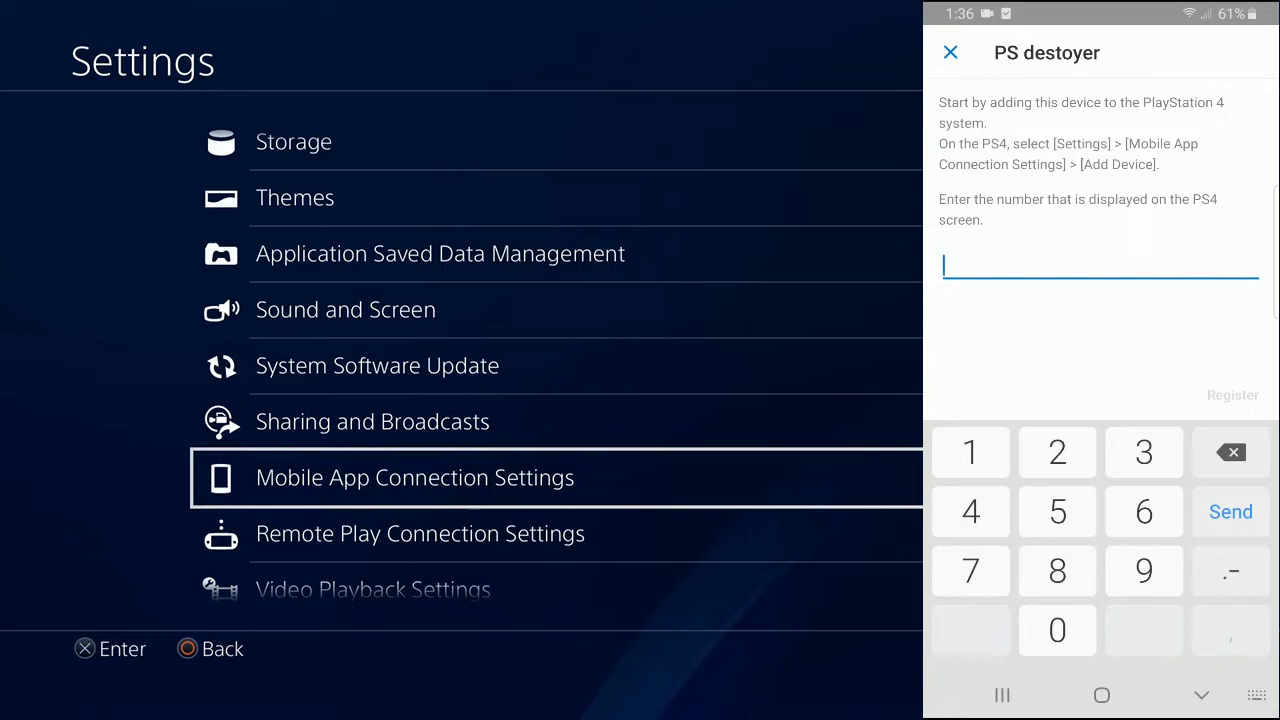 Settings
Storage
Themes
Application Saved Data Management
Sound and Screen
System Software Update
Sharing and Broadcasts
Mobile App Connection Settings
Remote Play Connection Settings
Video Playback Settings
Enter
Back
1:36
61%
PS destoyer
Start by adding this device to the PlayStation 4
system.
On the PS4, select [Settings] > [Mobile App
Connection Settings] > [Add Device].
Enter the number that is displayed on the PS4
screen.
Register
1 2 3
4 5 6 Send
7 8 9 .-
0 ,